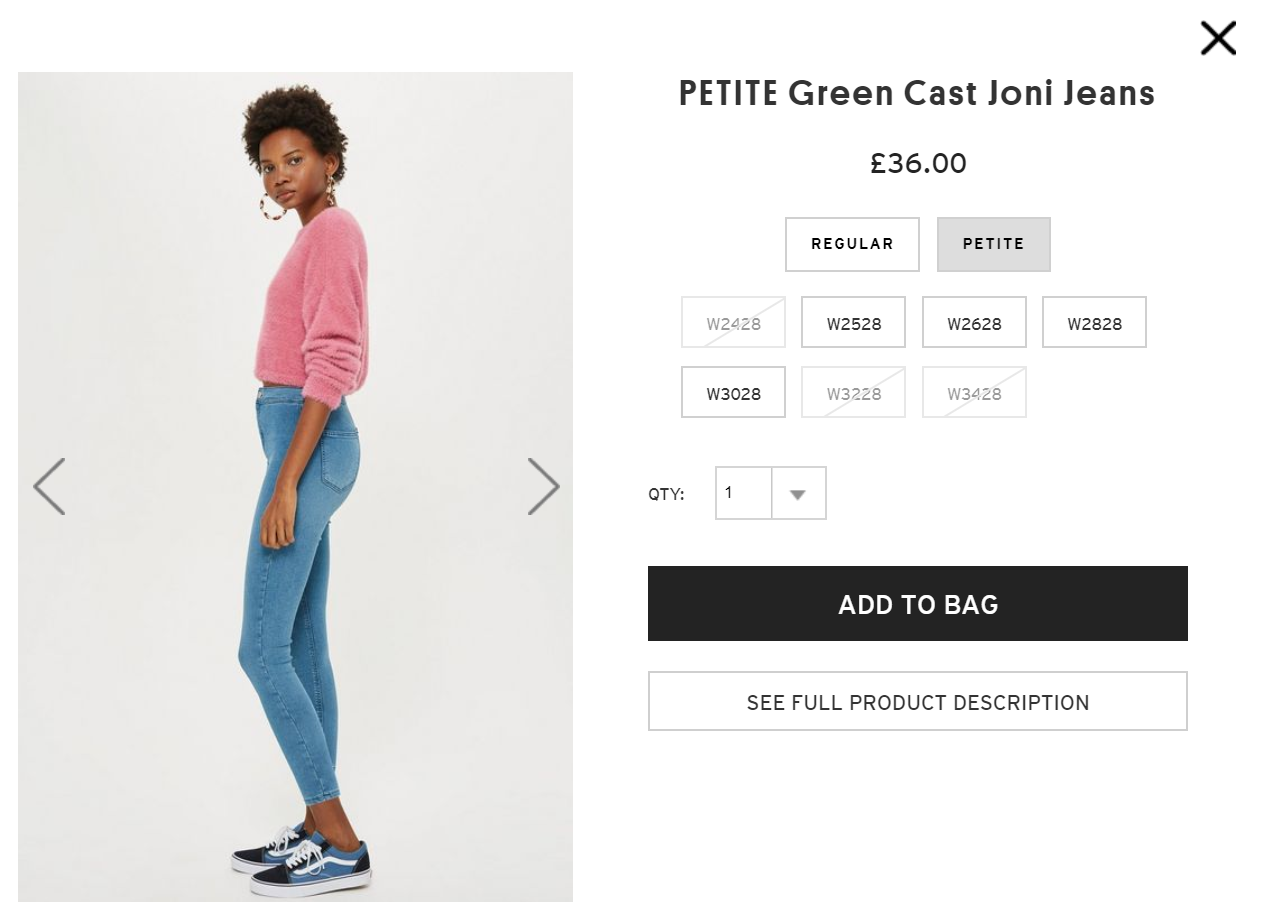 PETITE Green Cast Joni Jeans
£36.00
REGULAR PETITE
W2428 W2528 W2628 W2828
W3028 W3228 W3428
QTY: 1
ADD TO BAG
SEE FULL PRODUCT DESCRIPTION